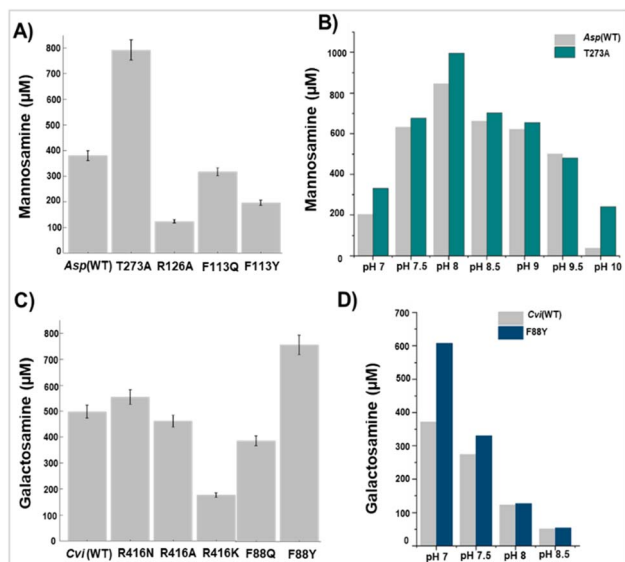 A)
Mannosamine (µM)
800
700
600
500
400
300
200
100
0
Asp(WT) T273A R126A F113Q F113Y
B)
Mannosamine (µM)
1000
800
600
400
200
0
Asp(WT)
T273A
pH 7 pH 7.5 pH 8 pH 8.5 pH 9 pH 9.5 pH 10
C)
Galactosamine (µM)
800
700
600
500
400
300
200
100
0
Cvi(WT) R416N R416A R416K F88Q F88Y
D)
Galactosamine (µM)
700
600
500
400
300
200
100
0
Cvi(WT)
F88Y
pH 7 pH 7.5 pH 8 pH 8.5